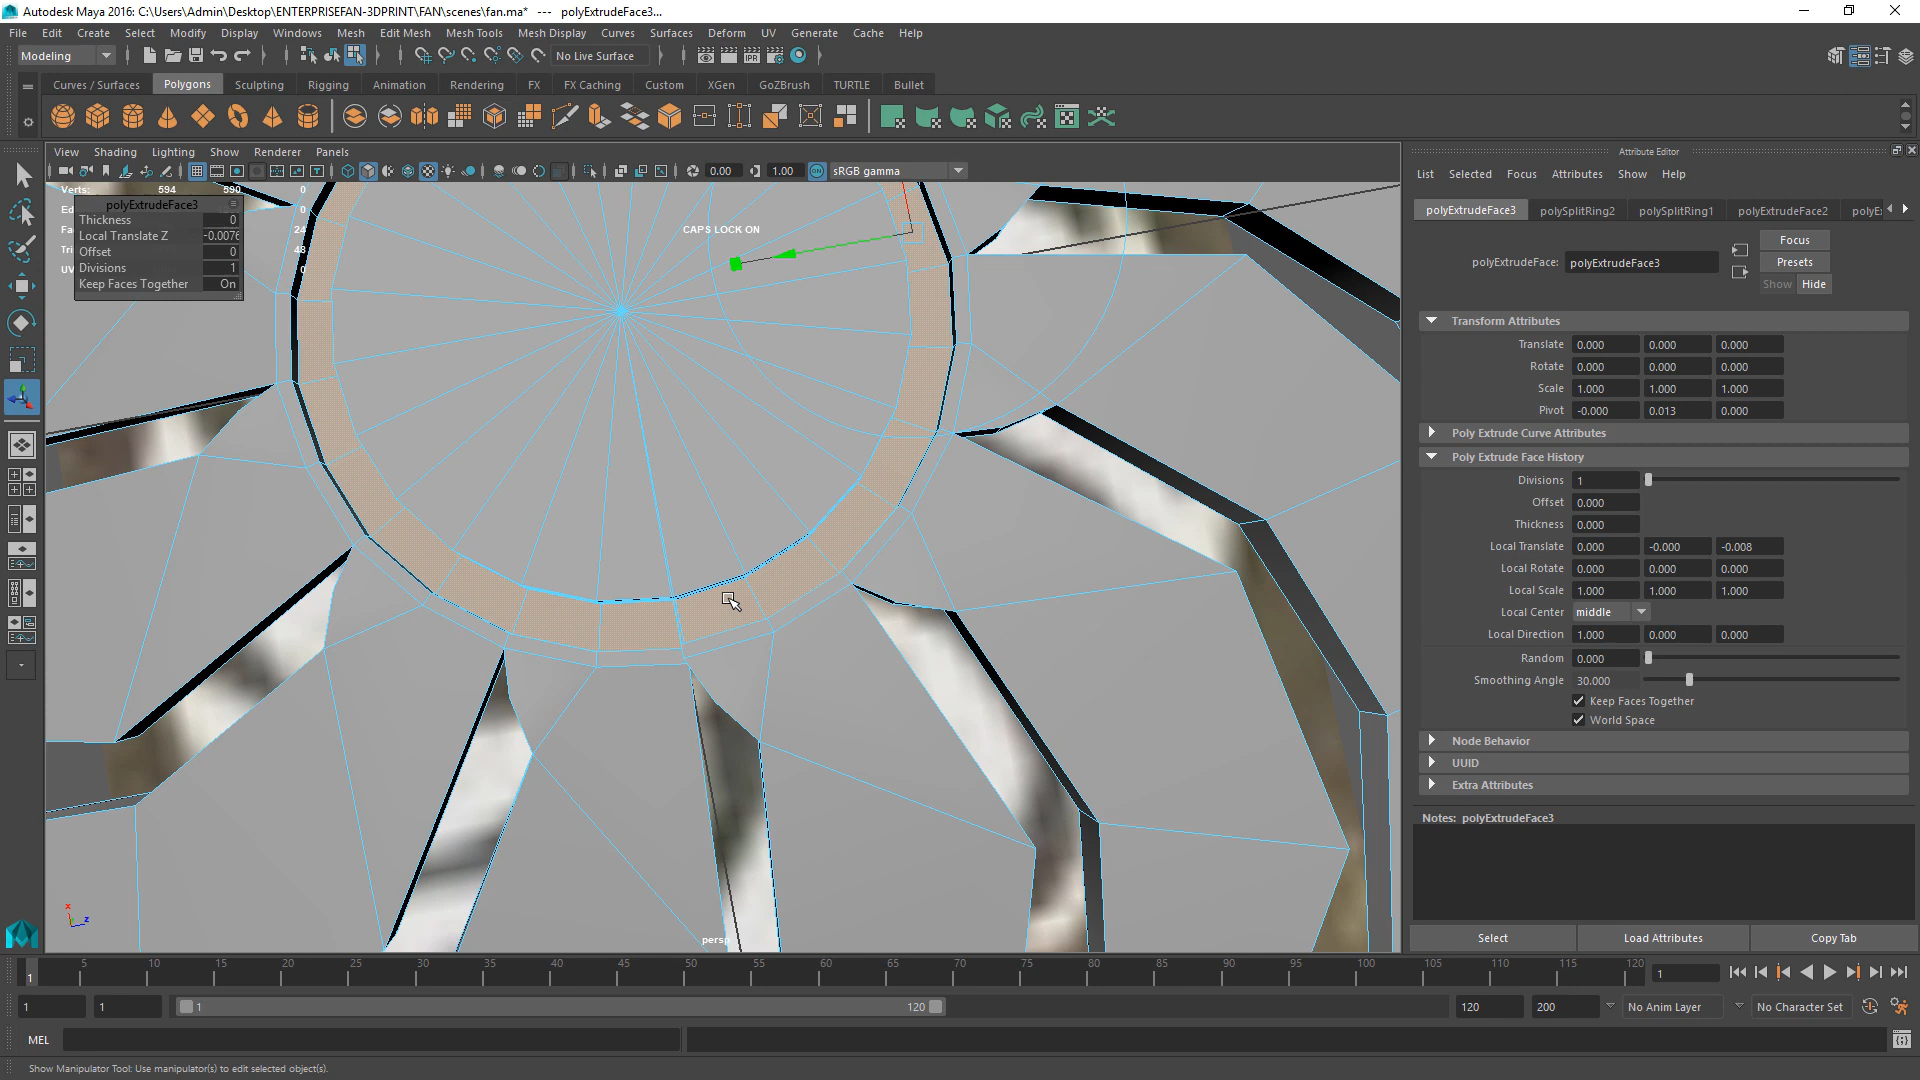 Autodesk Maya 2016: C:\Users\Admin\Desktop\ENTERPRISEFAN-3DPRINT\FAN\scenes\fan.ma* --- polyExtrudeFace3...
File Edit Create Select Modify Display Windows Mesh Edit Mesh Mesh Tools Mesh Display Curves Surfaces Deform UV Generate Cache Help
Modeling No Live Surface
Curves / Surfaces Polygons Sculpting Rigging Animation Rendering FX FX Caching Custom XGen GoZBrush TURTLE Bullet
View Shading Lighting Show Renderer Panels
0.00 1.00 sRGB gamma
Verts: 594 590 0
polyExtrudeFace3
Thickness 0
Local Translate Z -0.0076
Offset 0
Divisions 1
Keep Faces Together On
0
24
48
0
CAPS LOCK ON
persp
x
z
Attribute Editor
List Selected Focus Attributes Show Help
polyExtrudeFace3 polySplitRing2 polySplitRing1 polyExtrudeFace2 polyE
polyExtrudeFace: polyExtrudeFace3
Focus
Presets
Show Hide
Transform Attributes
Translate 0.000 0.000 0.000
Rotate 0.000 0.000 0.000
Scale 1.000 1.000 1.000
Pivot -0.000 0.013 0.000
Poly Extrude Curve Attributes
Poly Extrude Face History
Divisions 1
Offset 0.000
Thickness 0.000
Local Translate 0.000 -0.000 -0.008
Local Rotate 0.000 0.000 0.000
Local Scale 1.000 1.000 1.000
Local Center middle
Local Direction 1.000 0.000 0.000
Random 0.000
Smoothing Angle 30.000
Keep Faces Together
World Space
Node Behavior
UUID
Extra Attributes
Notes: polyExtrudeFace3
Select Load Attributes Copy Tab
1 5 10 15 20 25 30 35 40 45 50 55 60 65 70 75 80 85 90 95 100 105 110 115 120 1
1 1 1 120 120 200 No Anim Layer No Character Set
MEL
Show Manipulator Tool: Use manipulator(s) to edit selected object(s).